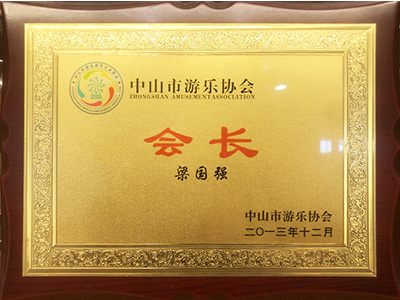 中山市游乐协会
ZHONGSHAN AMUSEMENT ASSOCIATION
会长
梁国强
中山市游乐协会
二〇一三年十二月